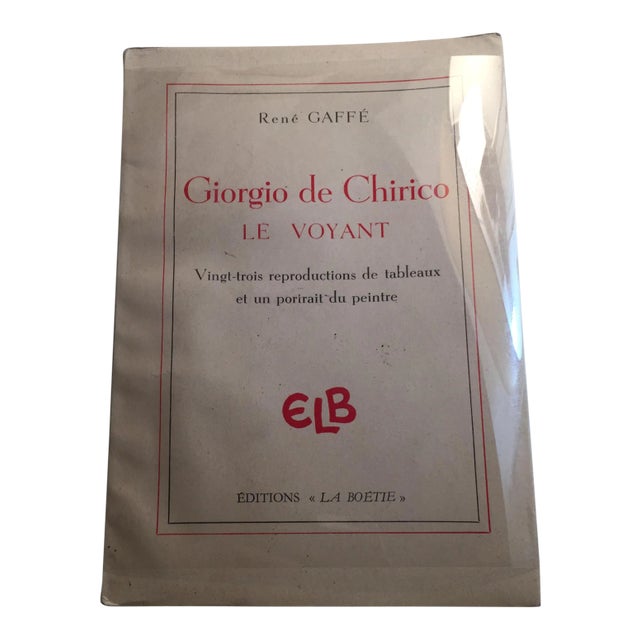 René GAFFÉ
Giorgio de Chirico
LE VOYANT
Vingt-trois reproductions de tableaux
et un portrait du peintre
ELB
ÉDITIONS « LA BOÉTIE »